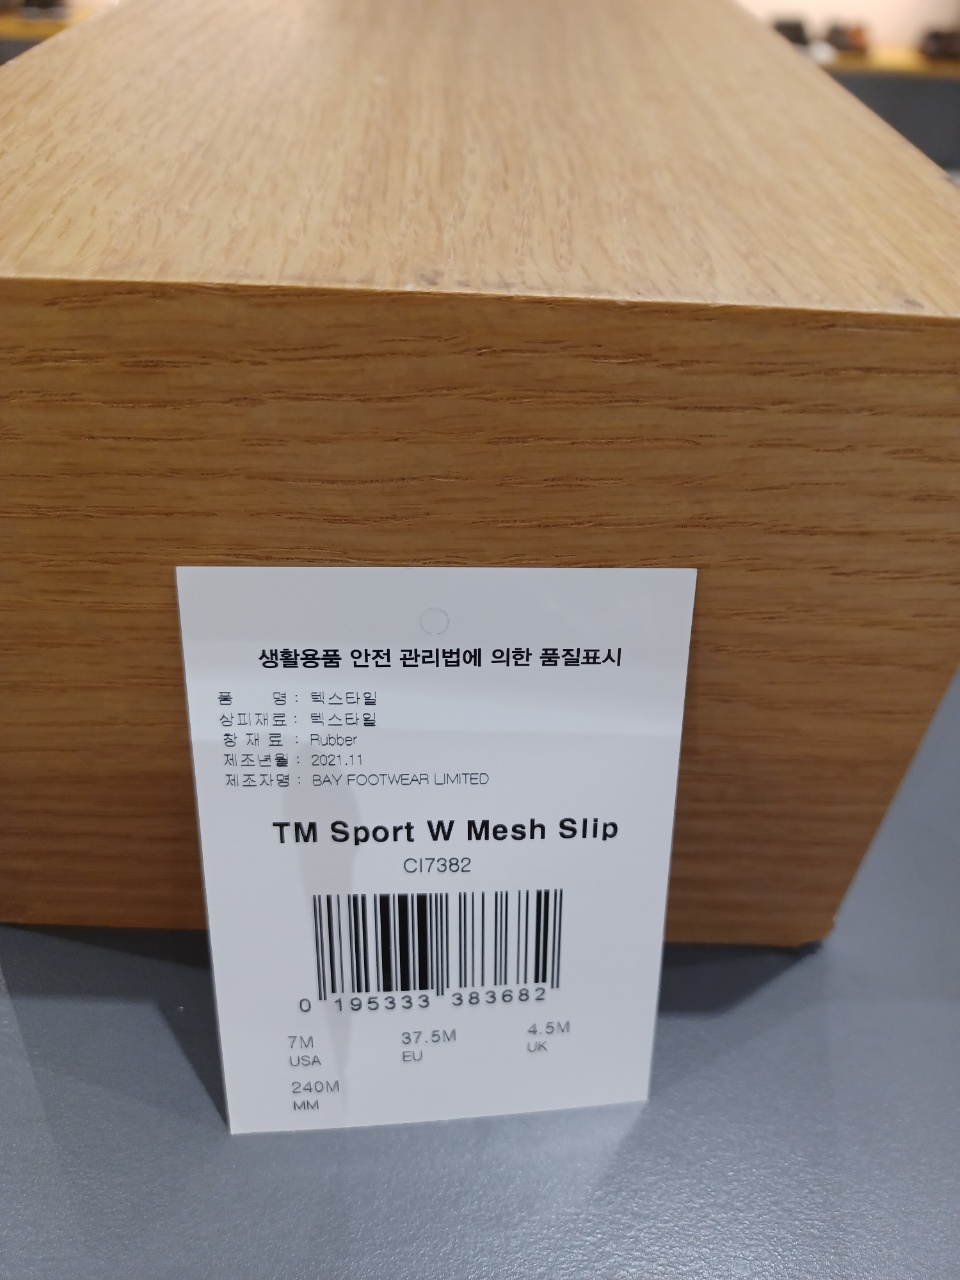 생활용품 안전 관리법에 의한 품질표시
품 명 : 텍스타일
상피재료 : 텍스타일
창 재 료 : Rubber
제조년월 : 2021.11
제조자명 : BAY FOOTWEAR LIMITED
TM Sport W Mesh Slip
CI7382
0 195333 383682
7M 37.5M 4.5M
USA EU UK
240M
MM